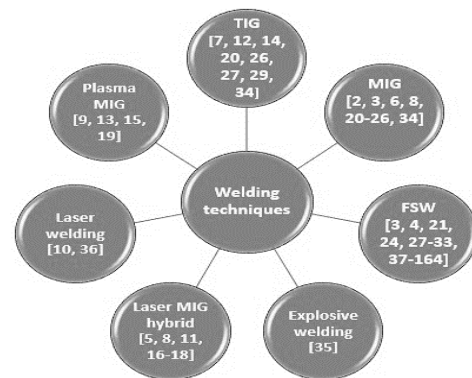 TIG
[7, 12, 14,
20, 26,
27, 29,
34]
MIG
[2, 3, 6, 8,
20-26, 34]
FSW
[3, 4, 21,
24, 27-33,
37-164]
Explosive
welding
[35]
Laser MIG
hybrid
[5, 8, 11,
16-18]
Laser
welding
[10, 36]
Plasma
MIG
[9, 13, 15,
19]
Welding
techniques